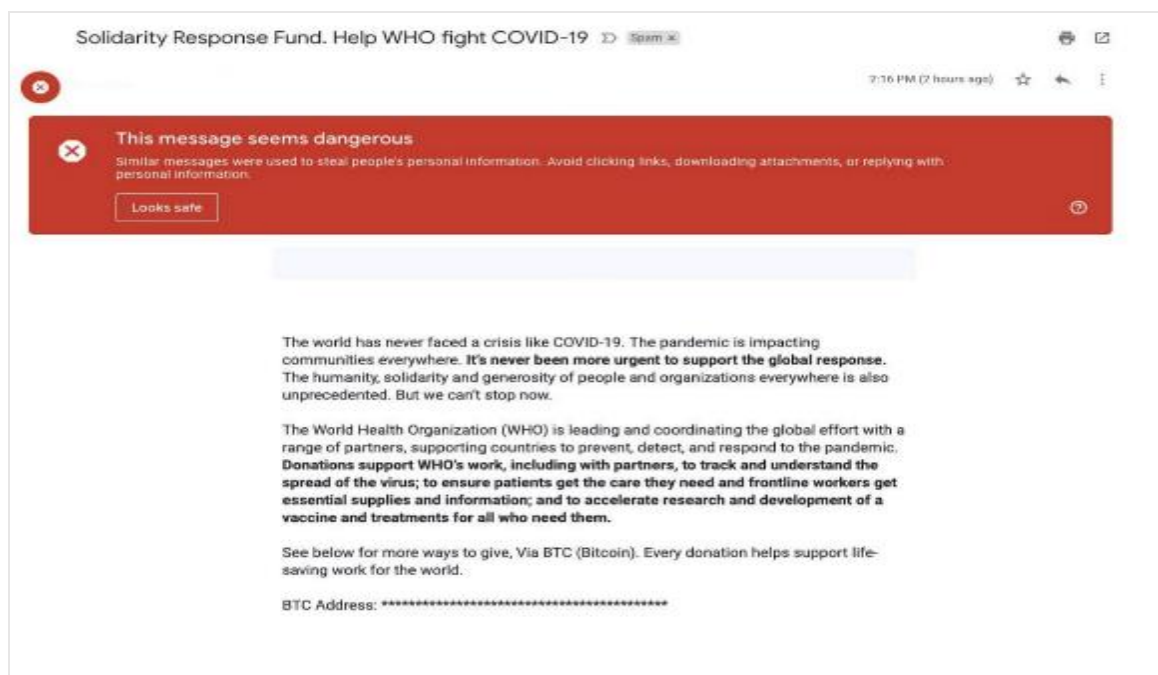 Solidarity Response Fund. Help WHO fight COVID-19 Spam x
2:16 PM (2 hours ago)
This message seems dangerous
Similar messages were used to steal people's personal information. Avoid clicking links, downloading attachments, or replying with
personal information.
Looks safe
The world has never faced a crisis like COVID-19. The pandemic is impacting
communities everywhere. It's never been more urgent to support the global response.
The humanity, solidarity and generosity of people and organizations everywhere is also
unprecedented. But we can't stop now.
The World Health Organization (WHO) is leading and coordinating the global effort with a
range of partners, supporting countries to prevent, detect, and respond to the pandemic.
Donations support WHO's work, including with partners, to track and understand the
spread of the virus; to ensure patients get the care they need and frontline workers get
essential supplies and information; and to accelerate research and development of a
vaccine and treatments for all who need them.
See below for more ways to give, Via BTC (Bitcoin). Every donation helps support life-
saving work for the world.
BTC Address: ******************************************